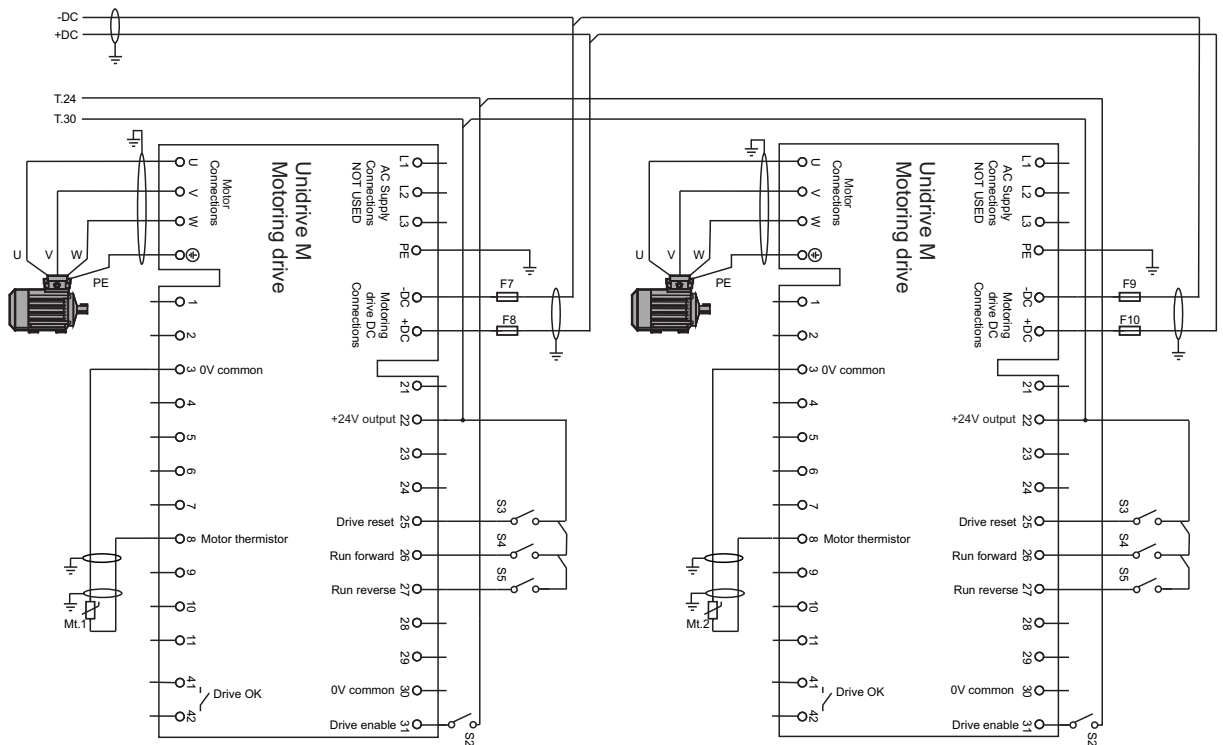 -DC
+DC
T.24
T.30
U
V
W
Motor
Connections
Unidrive M
Motoring drive
AC Supply
Connections
NOT USED
L1
L2
L3
PE
U
V
W
PE
-DC
+DC
Motoring
drive DC
Connections
F7
F8
1
2
3 0V common
4
5
6
7
8 Motor thermistor
9
10
11
41
42
Drive OK
Mt.1
21
+24V output 22
23
24
Drive reset 25
Run forward 26
Run reverse 27
28
29
0V common 30
Drive enable 31
S3
S4
S5
S2
U
V
W
Motor
Connections
Unidrive M
Motoring drive
AC Supply
Connections
NOT USED
L1
L2
L3
PE
U
V
W
PE
-DC
+DC
Motoring
drive DC
Connections
F9
F10
1
2
3 0V common
4
5
6
7
8 Motor thermistor
9
10
11
41
42
Drive OK
Mt.2
21
+24V output 22
23
24
Drive reset 25
Run forward 26
Run reverse 27
28
29
0V common 30
Drive enable 31
S3
S4
S5
S2